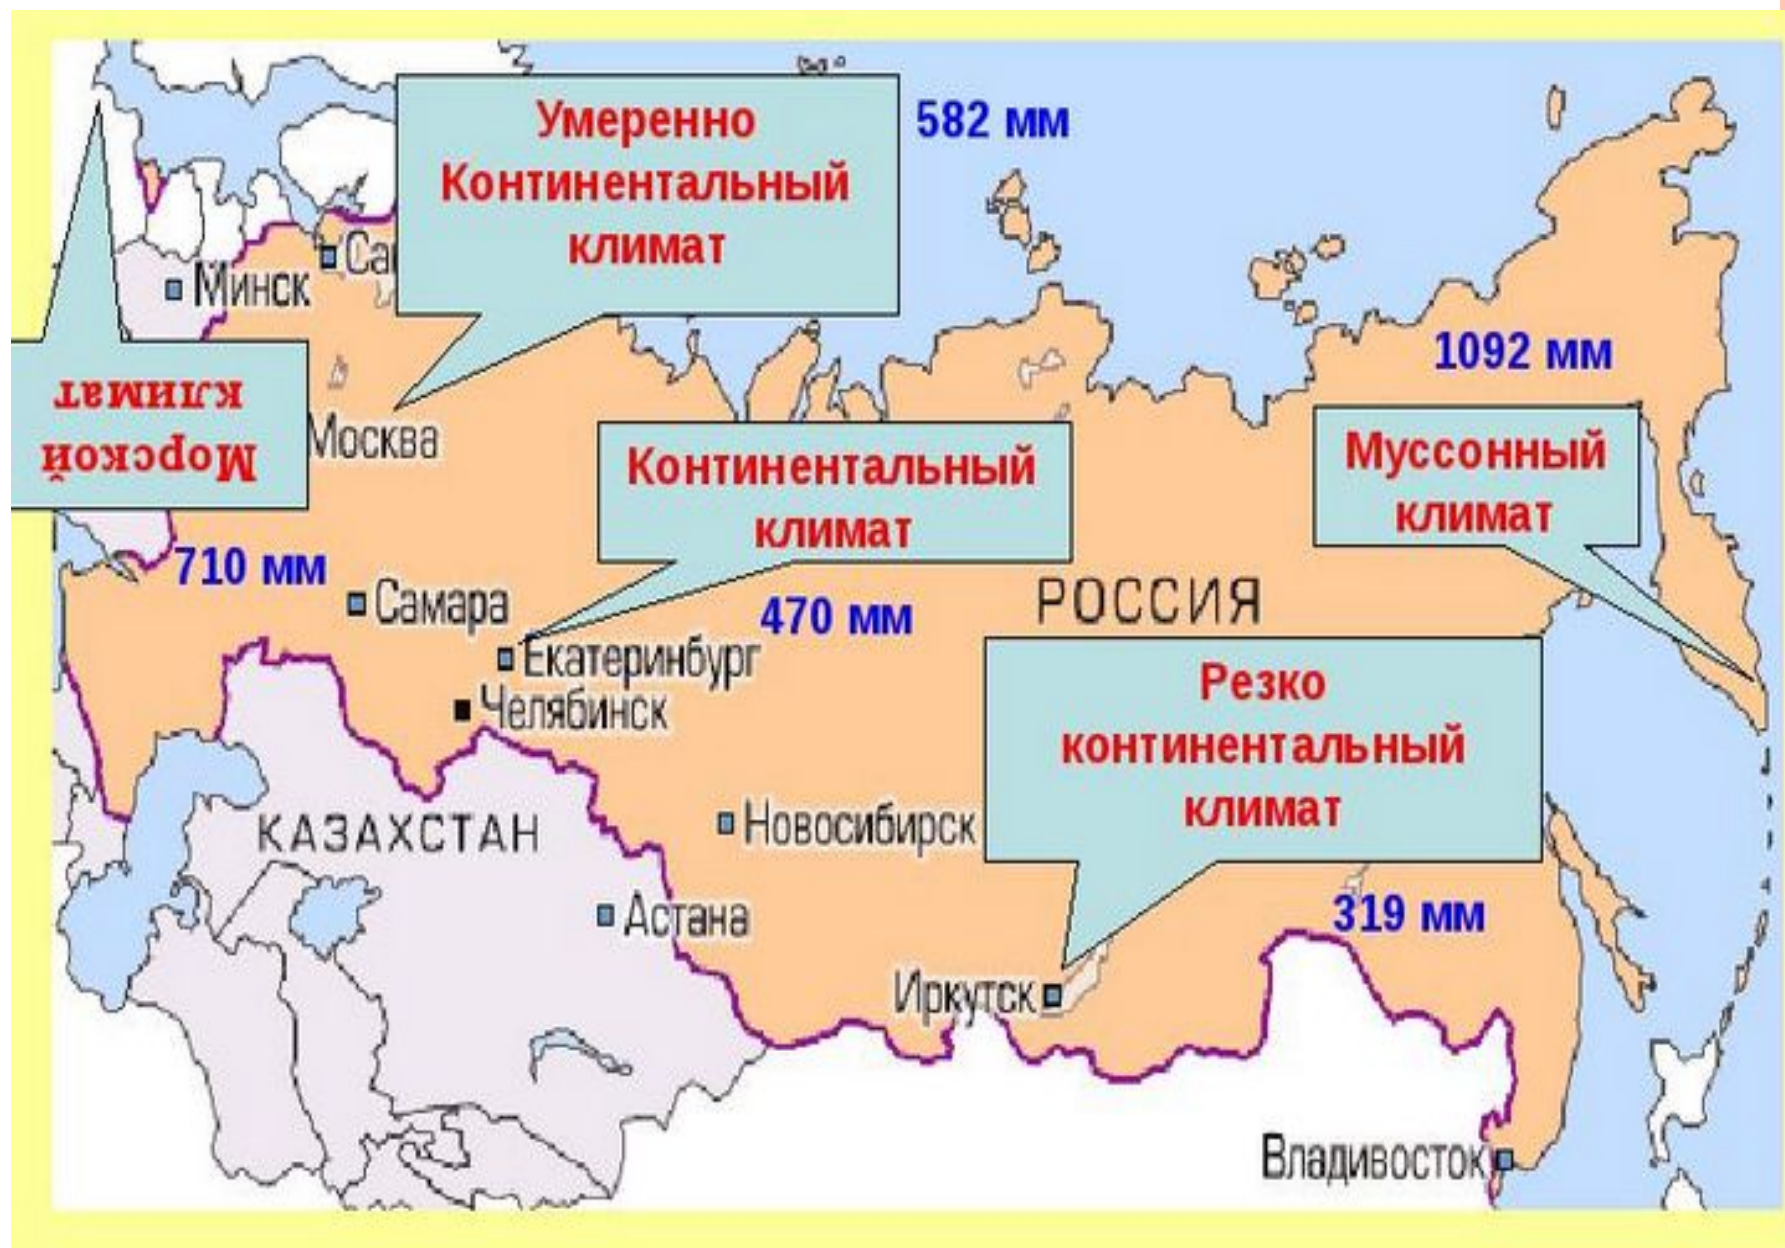 Умеренно
Континентальный
климат
582 мм
Минск
1092 мм
Морской
климат
Москва
Континентальный
климат
Муссонный
климат
710 мм
Самара
470 мм
РОССИЯ
Екатеринбург
Челябинск
Резко
континентальный
климат
КАЗАХСТАН
Новосибирск
Астана
319 мм
Иркутск
Владивосток